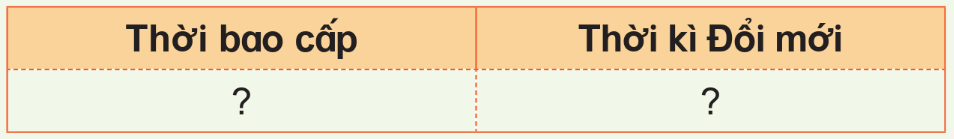 Thời bao cấp Thời kì Đổi mới
? ?